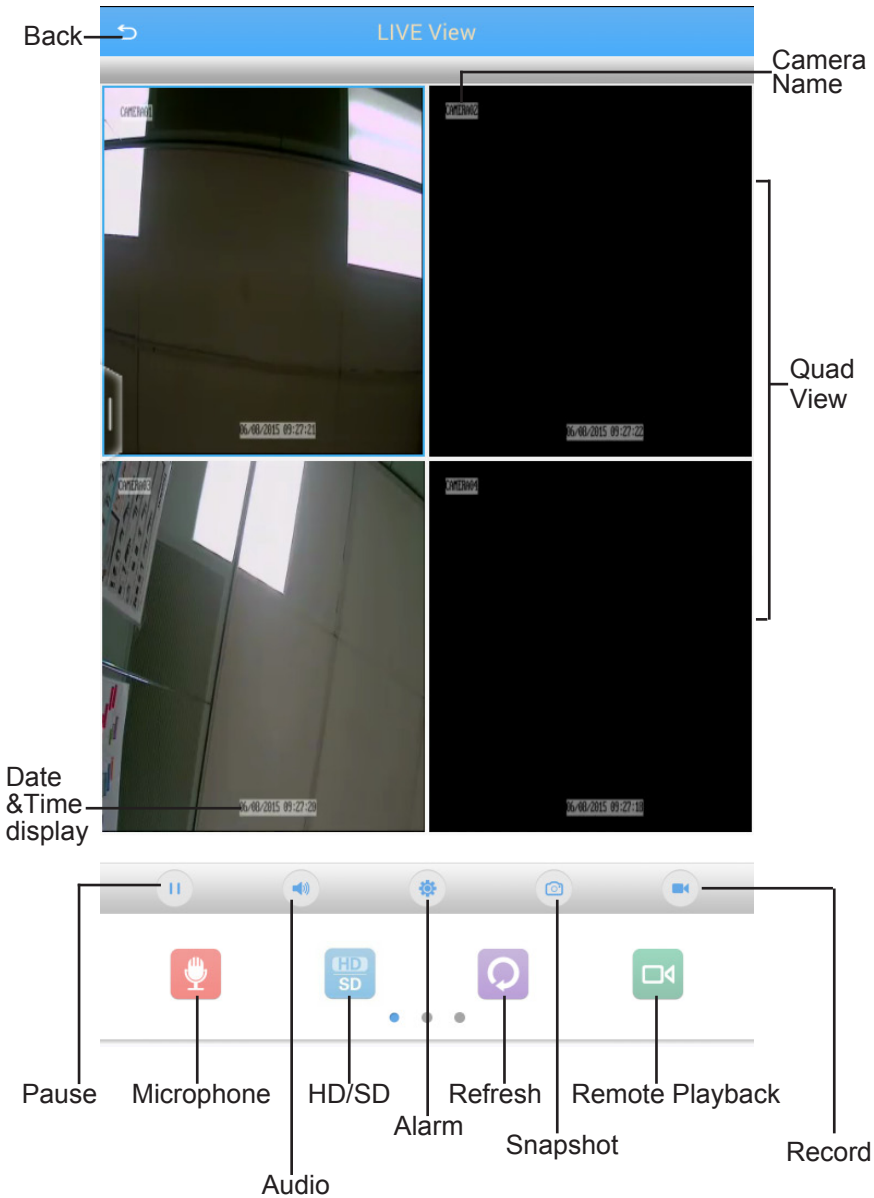 Back
LIVE View
Camera
Name
CAMERA01
CAMERA02
Quad
View
06/08/2015 09:27:21
06/08/2015 09:27:22
CAMERA03
CAMERA04
Date
&Time
display
06/08/2015 09:27:20
06/08/2015 09:27:18
HD
SD
Pause
Microphone
HD/SD
Refresh
Remote Playback
Alarm
Snapshot
Record
Audio